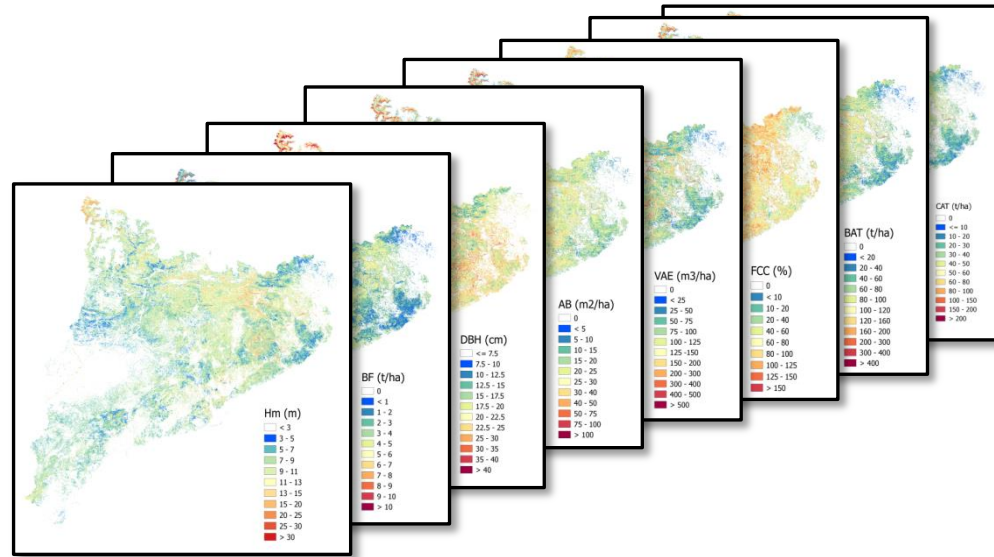 Hm (m)
< 3
3 - 5
5 - 7
7 - 9
9 - 11
11 - 13
13 - 15
15 - 20
20 - 25
25 - 30
> 30
BF (t/ha)
0
< 1
1 - 2
2 - 3
3 - 4
4 - 5
5 - 6
6 - 7
7 - 8
8 - 9
9 - 10
> 10
DBH (cm)
<= 7.5
7.5 - 10
10 - 12.5
12.5 - 15
15 - 17.5
17.5 - 20
20 - 22.5
22.5 - 25
25 - 30
30 - 35
35 - 40
> 40
AB (m2/ha)
0
< 5
5 - 10
10 - 15
15 - 20
20 - 25
25 - 30
30 - 40
40 - 50
50 - 75
75 - 100
> 100
VAE (m3/ha)
0
< 25
25 - 50
50 - 75
75 - 100
100 - 125
125 -150
150 - 200
200 - 300
300 - 400
400 - 500
> 500
FCC (%)
0
< 10
10 - 20
20 - 40
40 - 60
60 - 80
80 - 100
100 - 125
125 - 150
> 150
BAT (t/ha)
0
< 20
20 - 40
40 - 60
60 - 80
80 - 100
100 - 120
120 - 160
160 - 200
200 - 300
300 - 400
> 400
CAT (t/ha)
0
<= 10
10 - 20
20 - 30
30 - 40
40 - 50
50 - 60
60 - 80
80 - 100
100 - 150
150 - 200
> 200